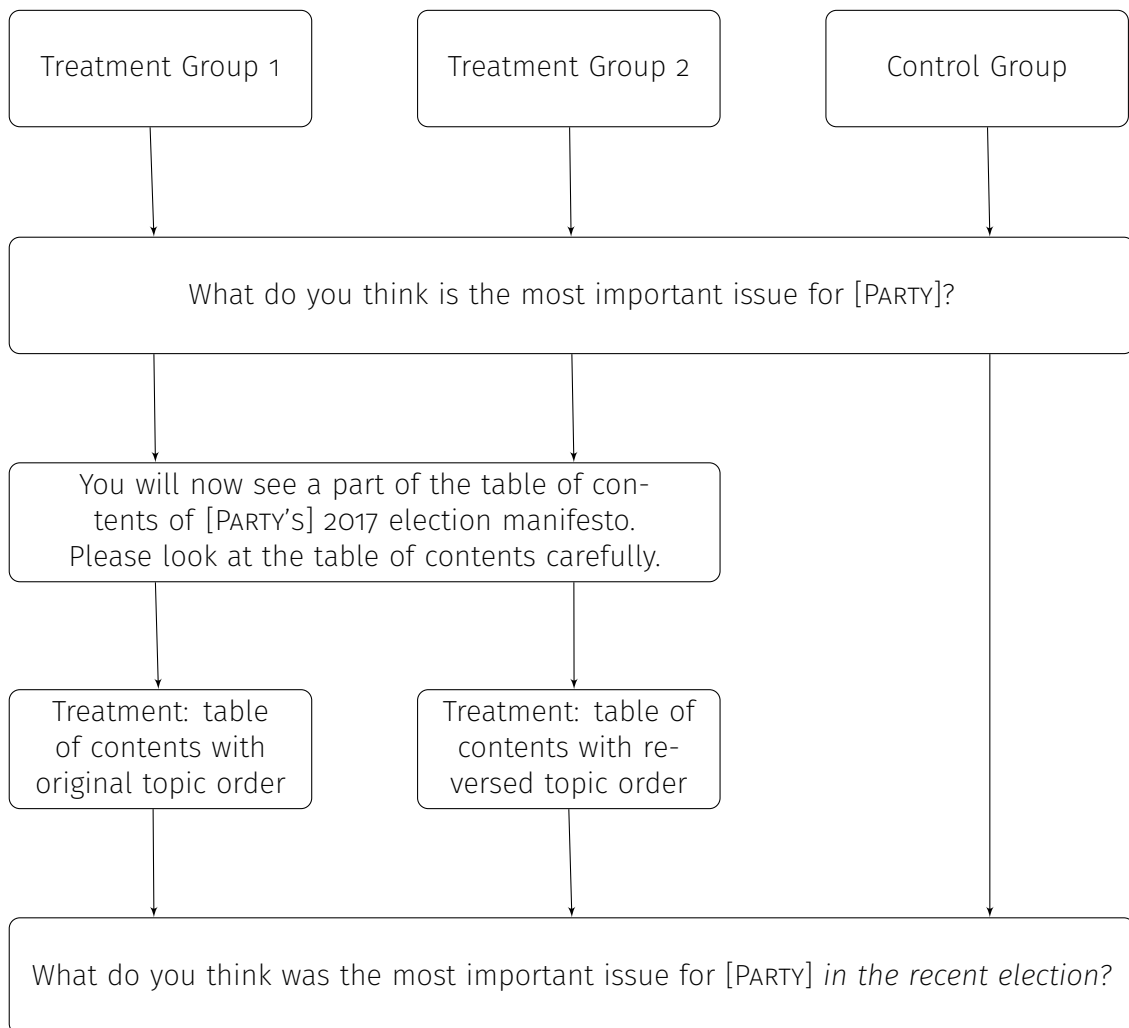 Treatment Group 1
Treatment Group 2
Control Group
What do you think is the most important issue for [PARTY]?
You will now see a part of the table of con-
tents of [PARTY'S] 2017 election manifesto.
Please look at the table of contents carefully.
Treatment: table
of contents with
original topic order
Treatment: table of
contents with re-
versed topic order
What do you think was the most important issue for [PARTY] in the recent election?